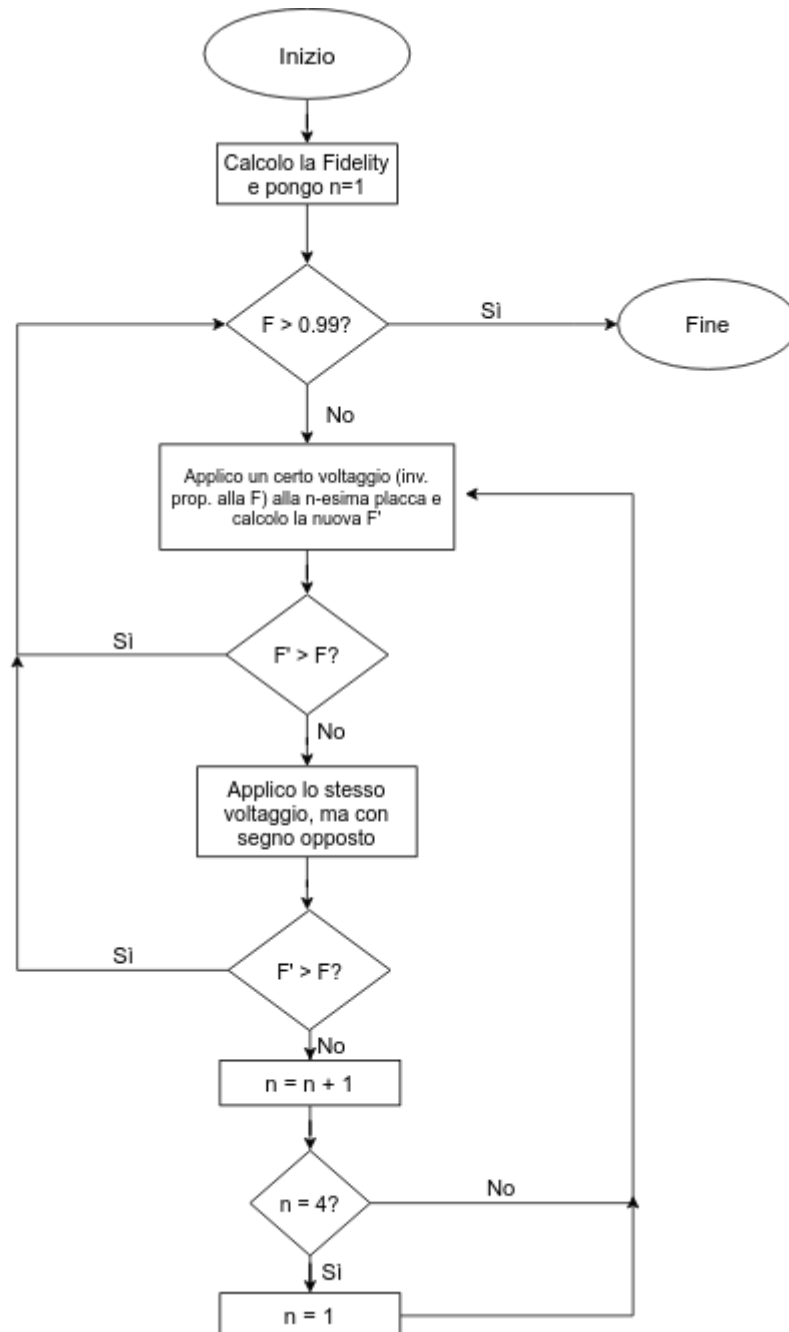 Inizio
Calcolo la Fidelity
e pongo n=1
F > 0.99?
Sì
Fine
No
Applico un certo voltaggio (inv.
prop. alla F) alla n-esima placca e
calcolo la nuova F'
Sì
F' > F?
No
Applico lo stesso
voltaggio, ma con
segno opposto
Sì
F' > F?
No
n = n + 1
n = 4?
No
Sì
n = 1